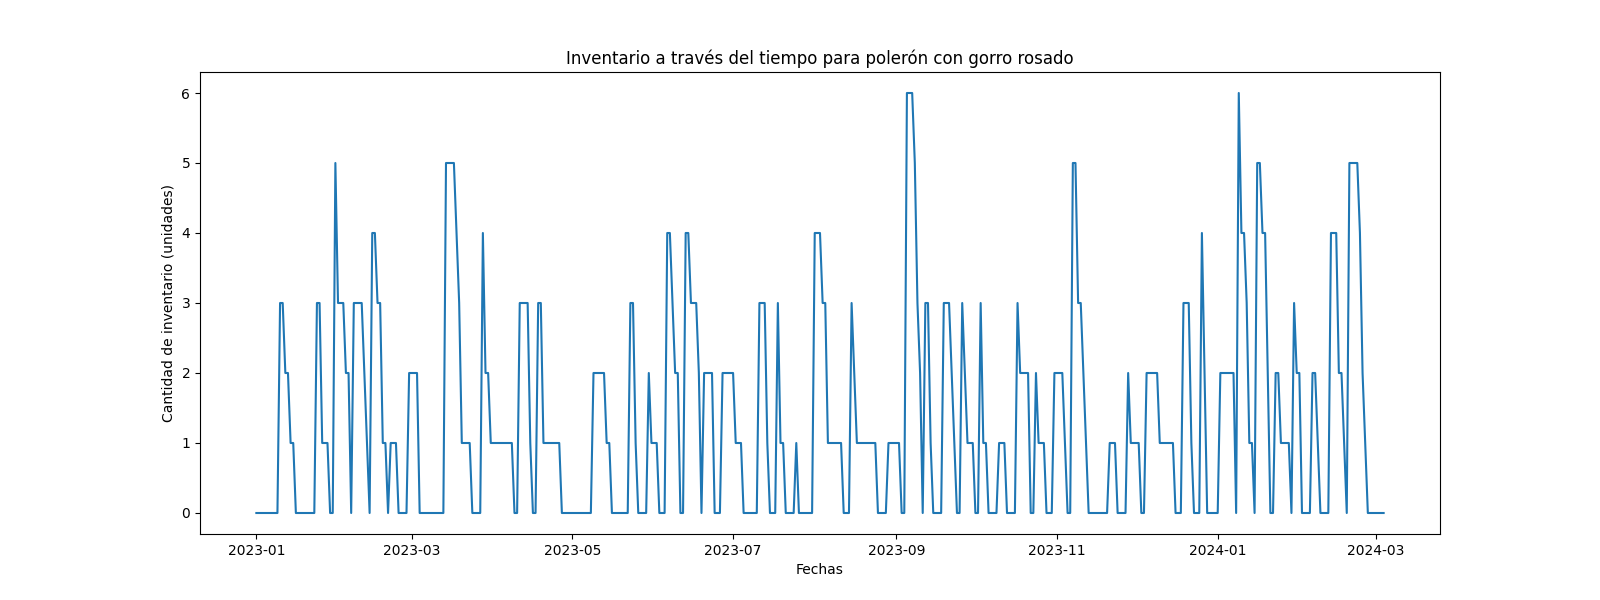 Inventario a través del tiempo para polerón con gorro rosado
Cantidad de inventario (unidades)
6
5
4
3
2
1
0
2023-01 2023-03 2023-05 2023-07 2023-09 2023-11 2024-01 2024-03
Fechas